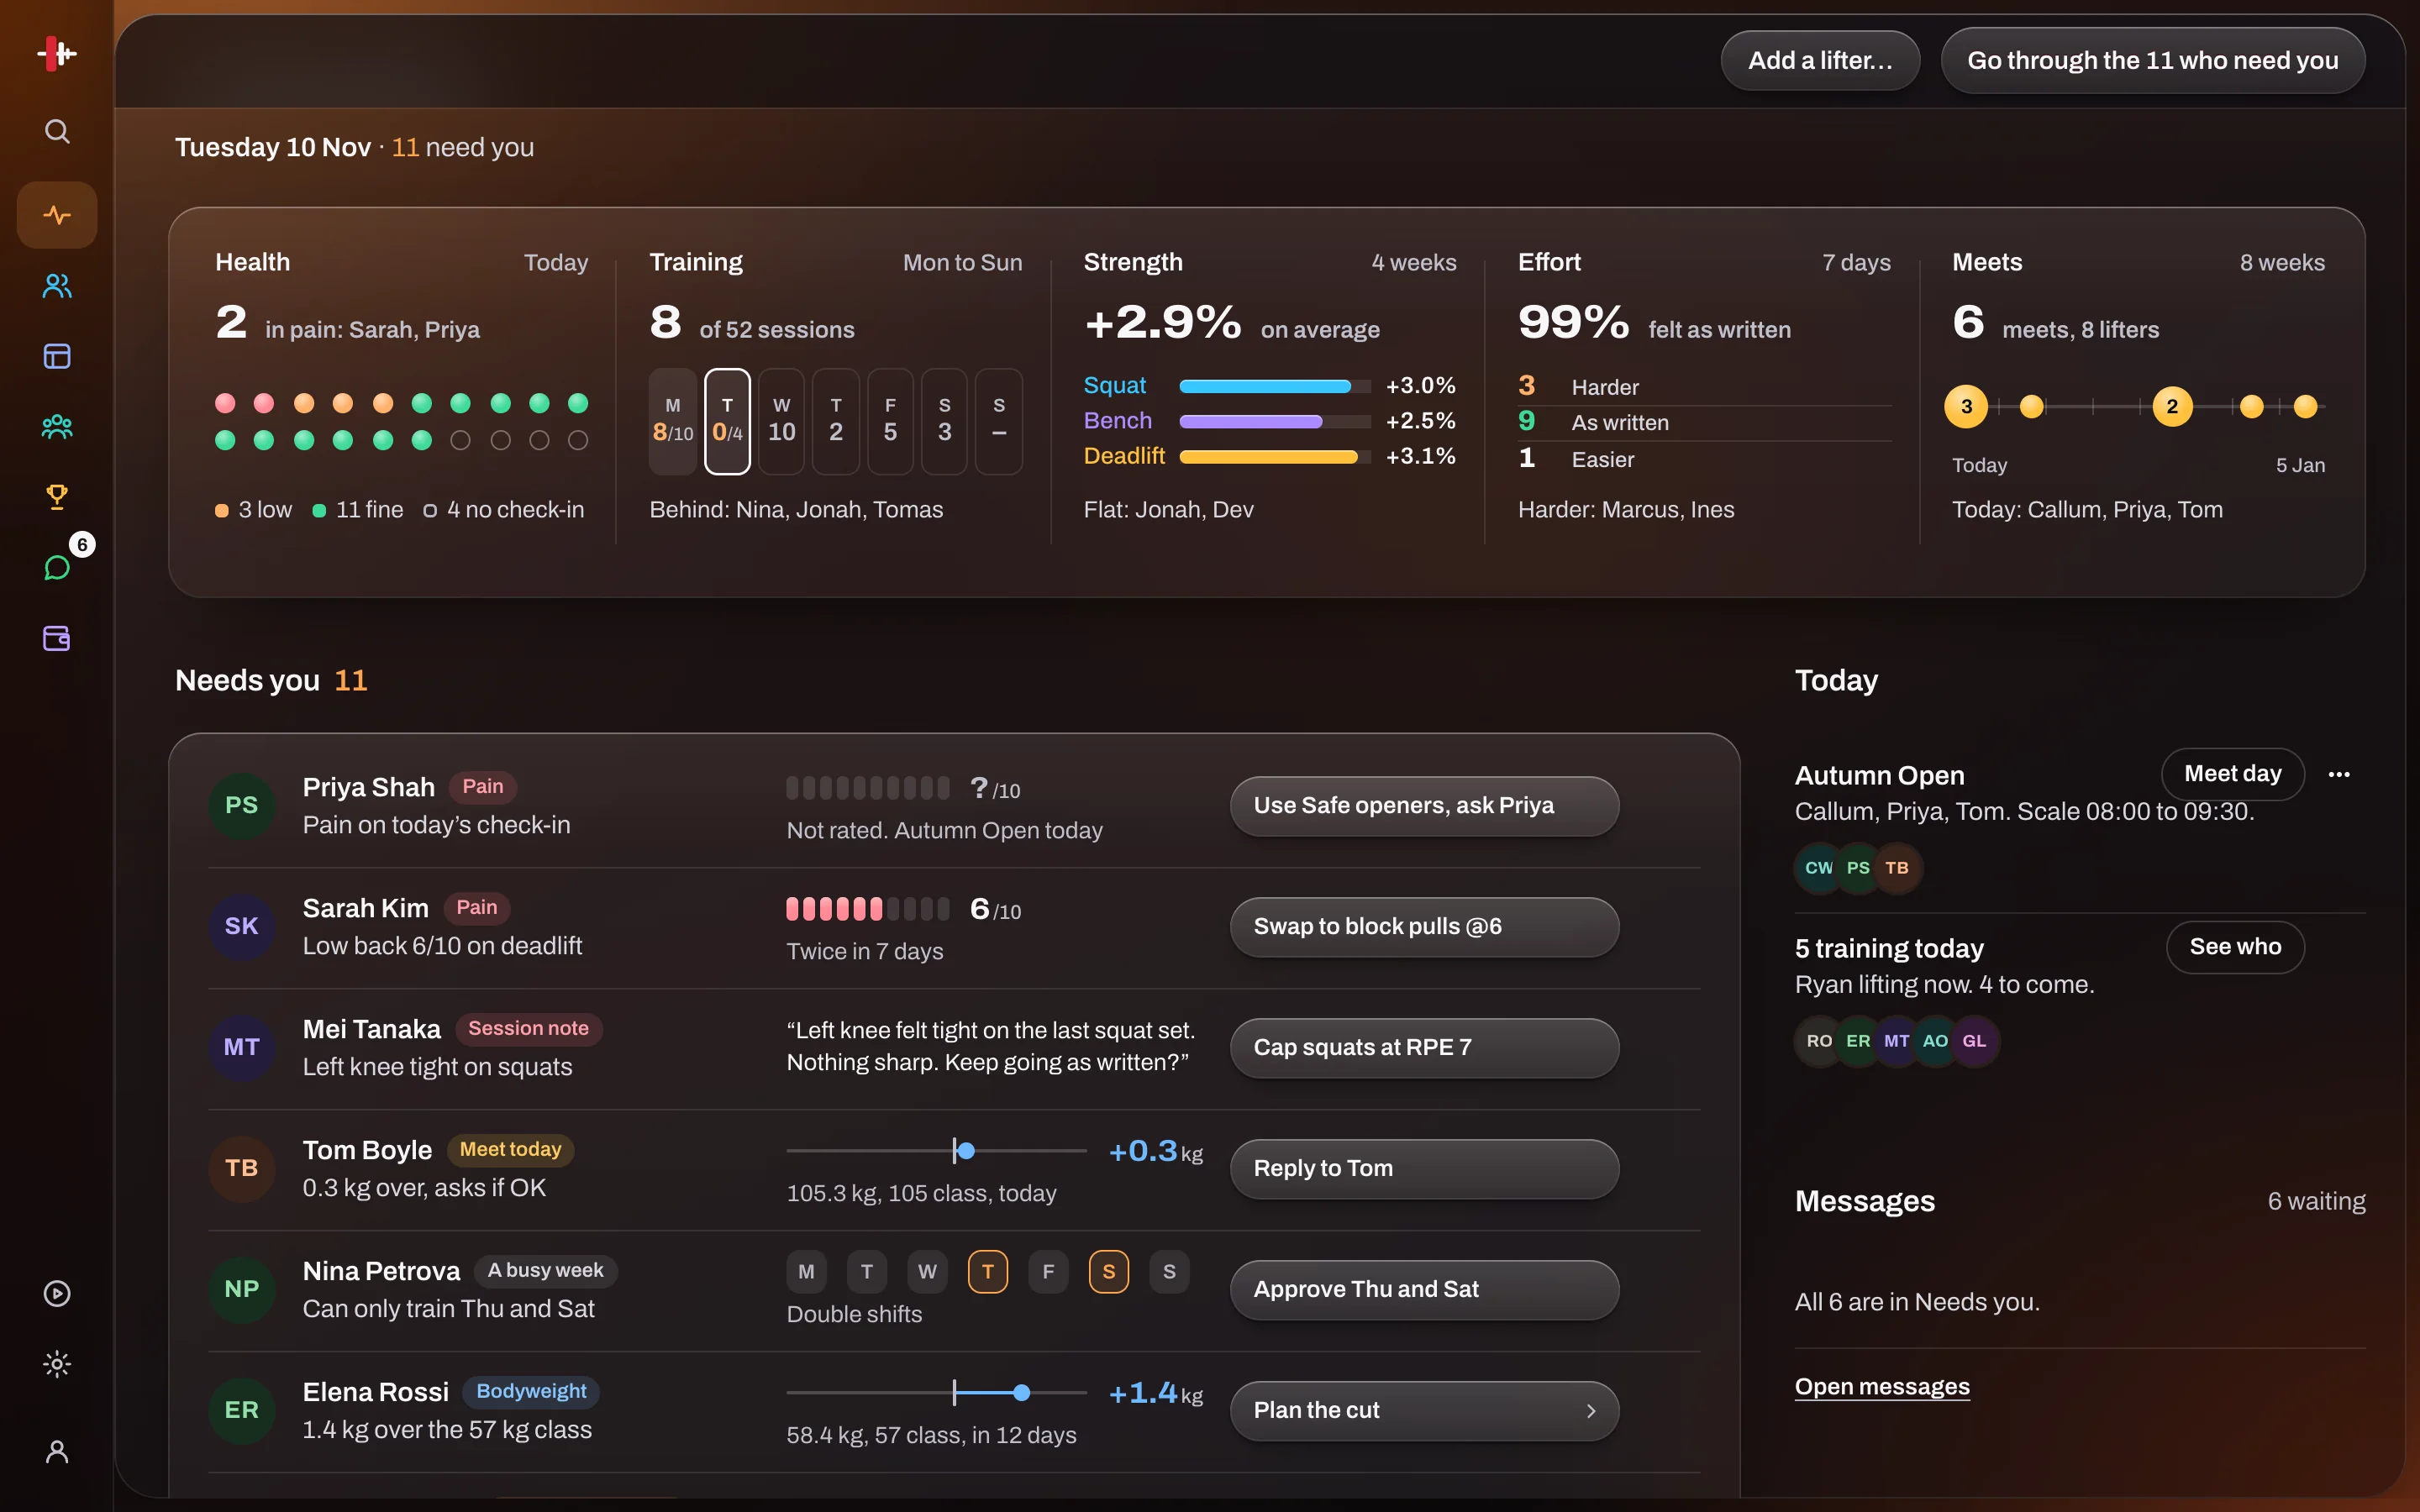 Add a lifter...
Go through the 11 who need you
Tuesday 10 Nov · 11 need you
Health Today
2 in pain: Sarah, Priya
3 low 11 fine 4 no check-in
Training Mon to Sun
8 of 52 sessions
M T W T F S S
8/10 0/4 10 2 5 3 –
Behind: Nina, Jonah, Tomas
Strength 4 weeks
+2.9% on average
Squat +3.0%
Bench +2.5%
Deadlift +3.1%
Flat: Jonah, Dev
Effort 7 days
99% felt as written
3 Harder
9 As written
1 Easier
Harder: Marcus, Ines
Meets 8 weeks
6 meets, 8 lifters
3 2
Today 5 Jan
Today: Callum, Priya, Tom
6
Needs you 11
PS
Priya Shah Pain
Pain on today’s check-in
? /10
Not rated. Autumn Open today
Use Safe openers, ask Priya
SK
Sarah Kim Pain
Low back 6/10 on deadlift
6 /10
Twice in 7 days
Swap to block pulls @6
MT
Mei Tanaka Session note
Left knee tight on squats
“Left knee felt tight on the last squat set.
Nothing sharp. Keep going as written?”
Cap squats at RPE 7
TB
Tom Boyle Meet today
0.3 kg over, asks if OK
+0.3 kg
105.3 kg, 105 class, today
Reply to Tom
NP
Nina Petrova A busy week
Can only train Thu and Sat
M T W T F S S
Double shifts
Approve Thu and Sat
ER
Elena Rossi Bodyweight
1.4 kg over the 57 kg class
+1.4 kg
58.4 kg, 57 class, in 12 days
Plan the cut
Today
Autumn Open Meet day
Callum, Priya, Tom. Scale 08:00 to 09:30.
CW PS TB
5 training today See who
Ryan lifting now. 4 to come.
RO ER MT AO GL
Messages 6 waiting
All 6 are in Needs you.
Open messages